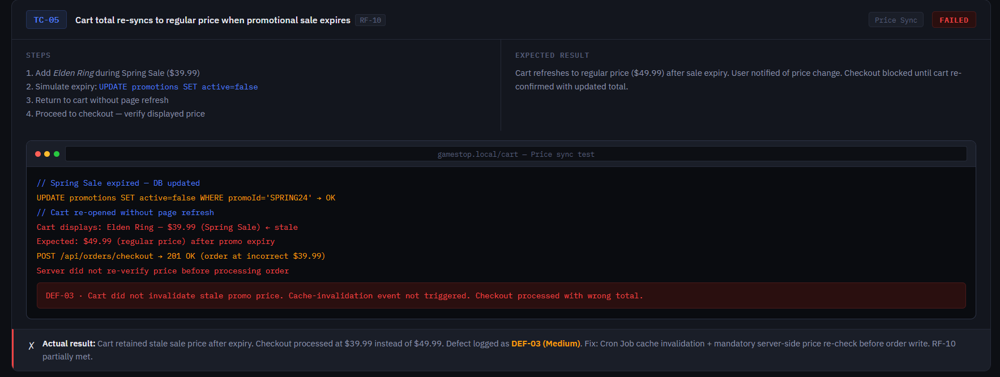 TC-05 Cart total re-syncs to regular price when promotional sale expires RF-10 Price Sync FAILED
STEPS
1. Add Elden Ring during Spring Sale ($39.99)
2. Simulate expiry: UPDATE promotions SET active=false
3. Return to cart without page refresh
4. Proceed to checkout — verify displayed price
EXPECTED RESULT
Cart refreshes to regular price ($49.99) after sale expiry. User notified of price change. Checkout blocked until cart re-
confirmed with updated total.
gamestop.local/cart — Price sync test
// Spring Sale expired — DB updated
UPDATE promotions SET active=false WHERE promoId='SPRING24' → OK
// Cart re-opened without page refresh
Cart displays: Elden Ring — $39.99 (Spring Sale) ← stale
Expected: $49.99 (regular price) after promo expiry
POST /api/orders/checkout → 201 OK (order at incorrect $39.99)
Server did not re-verify price before processing order
DEF-03 · Cart did not invalidate stale promo price. Cache-invalidation event not triggered. Checkout processed with wrong total.
✗ Actual result: Cart retained stale sale price after expiry. Checkout processed at $39.99 instead of $49.99. Defect logged as DEF-03 (Medium). Fix: Cron Job cache invalidation + mandatory server-side price re-check before order write. RF-10
partially met.